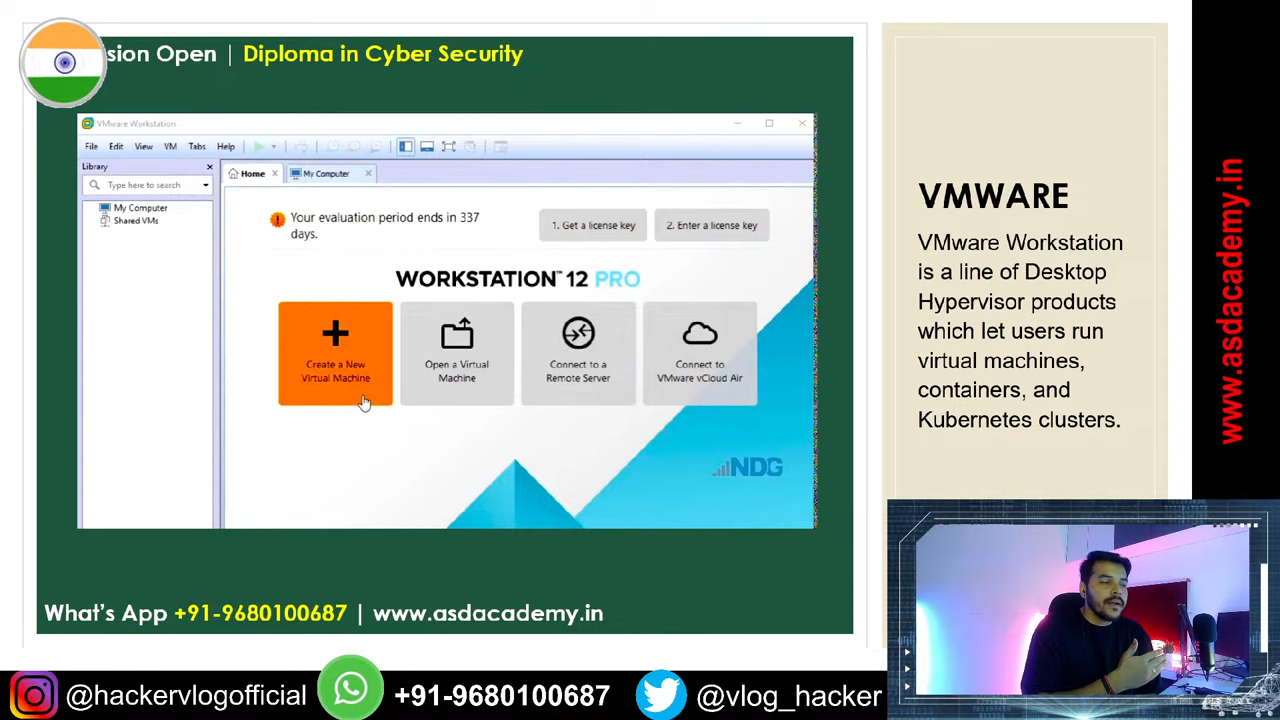 sion Open | Diploma in Cyber Security
VMware Workstation
File Edit View VM Tabs Help
Library
Type here to search
My Computer
Shared VMs
Home
My Computer
Your evaluation period ends in 337
days.
1. Get a license key
2. Enter a license key
WORKSTATION™ 12 PRO
Create a New
Virtual Machine
Open a Virtual
Machine
Connect to a
Remote Server
Connect to
VMware vCloud Air
NDG
What's App +91-9680100687 | www.asdacademy.in
VMWARE
VMware Workstation
is a line of Desktop
Hypervisor products
which let users run
virtual machines,
containers, and
Kubernetes clusters.
www.asdacademy.in
@hackervlogofficial
+91-9680100687
@vlog_hacker